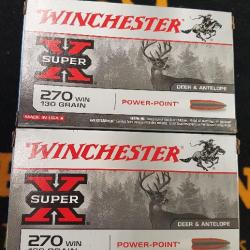 WINCHESTER
SUPER
X
DEER & ANTELOPE
270 WIN
130 GRAIN
POWER-POINT®
MADE IN U.S.A.
WINCHESTER
SUPER
X
DEER & ANTELOPE
270 WIN
POWER-POINT®